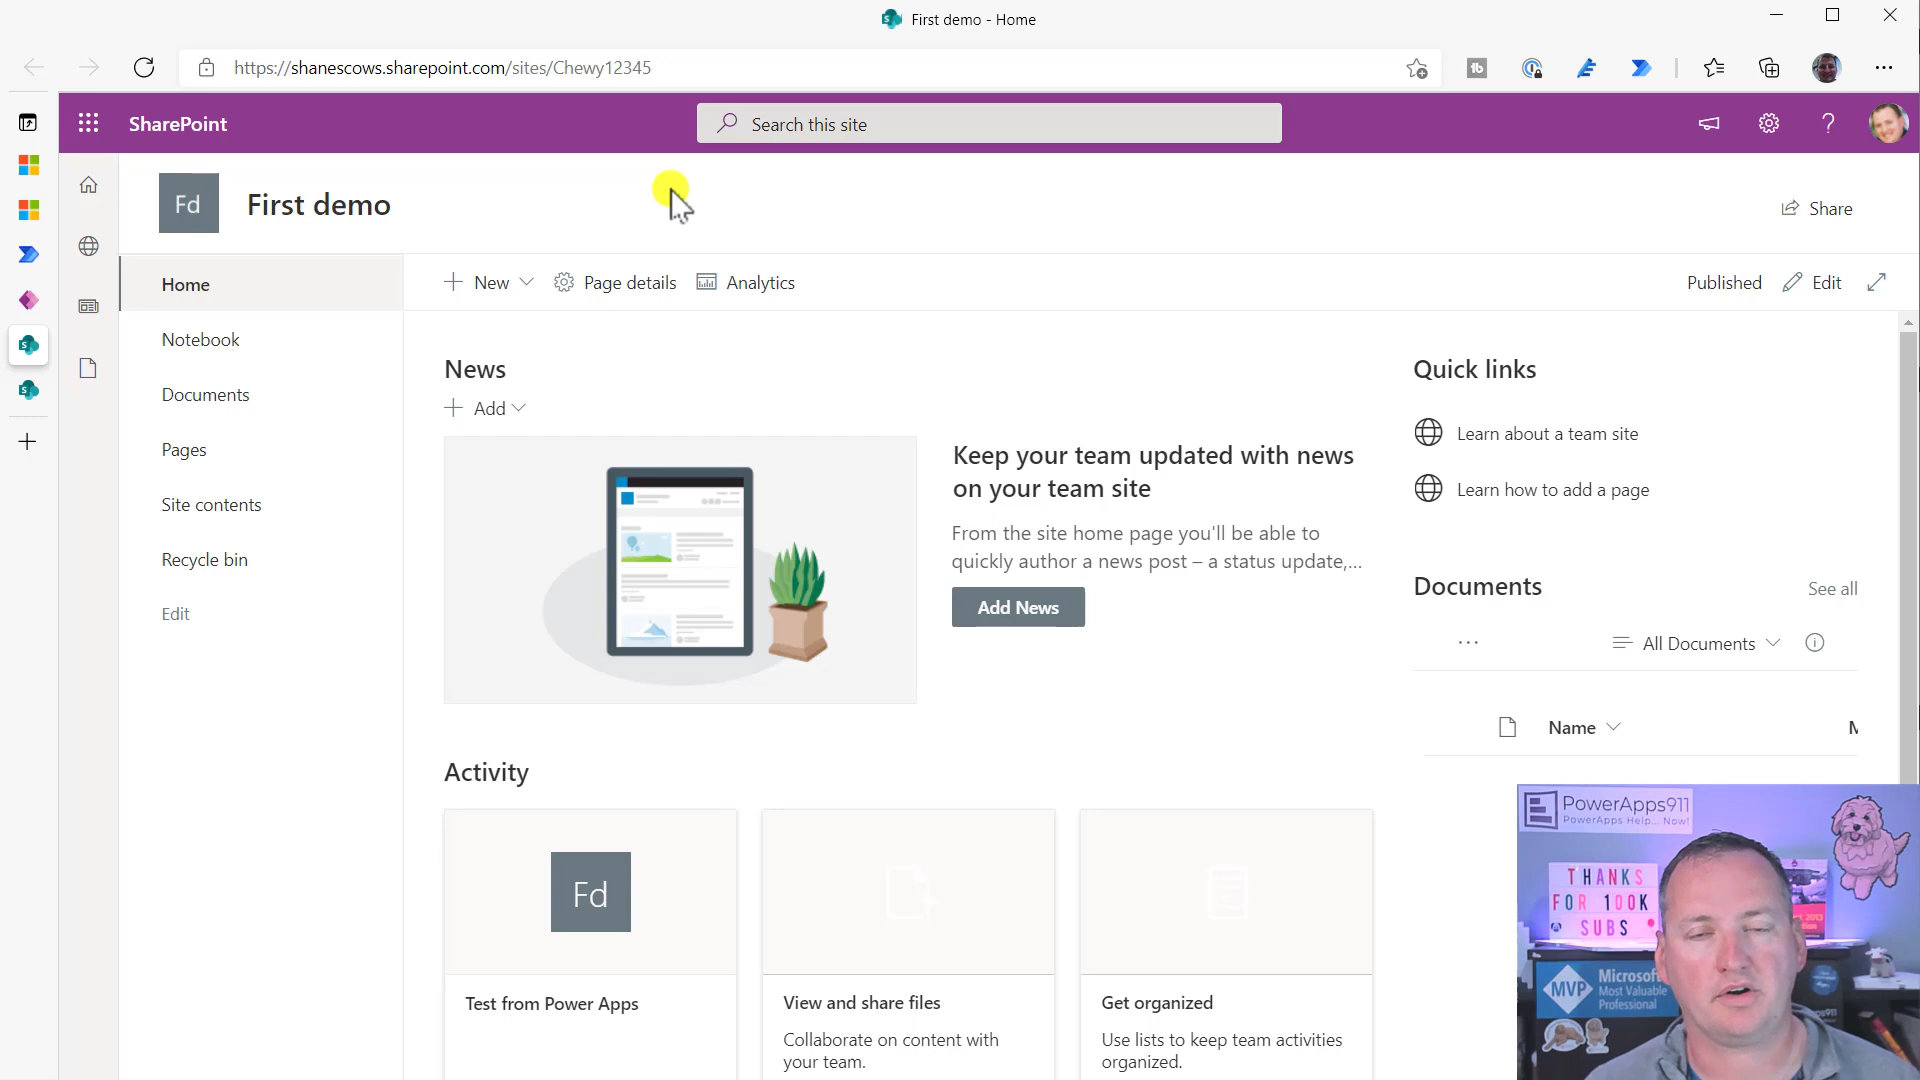 First demo - Home
https://shanescows.sharepoint.com/sites/Chewy12345
SharePoint
Search this site
Fd
First demo
Share
Home
New
Page details
Analytics
Published
Edit
Notebook
Documents
Pages
Site contents
Recycle bin
Edit
News
Add
Keep your team updated with news
on your team site
From the site home page you'll be able to
quickly author a news post – a status update,...
Add News
Quick links
Learn about a team site
Learn how to add a page
Documents
See all
All Documents
Name
Activity
Fd
Test from Power Apps
View and share files
Collaborate on content with
your team.
Get organized
Use lists to keep team activities
organized.
PowerApps911
PowerApps Help... Now!
THANKS
FOR 100K
SUBS
MVP
Microsoft
Most Valuable
Professional